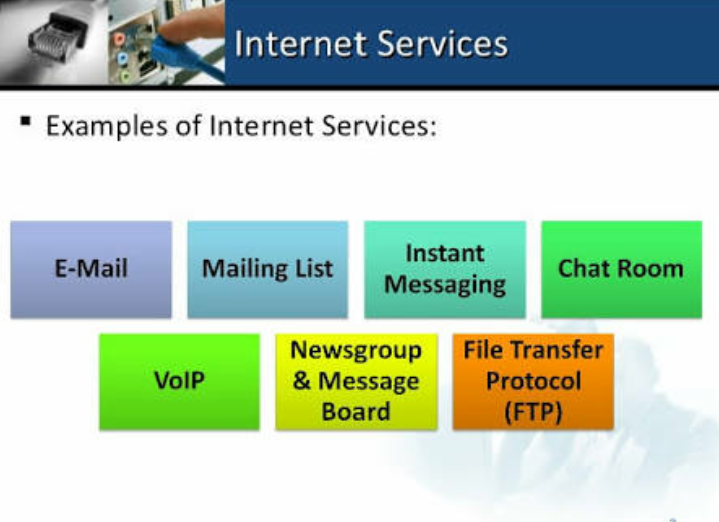 Internet Services
▪ Examples of Internet Services:
E-Mail
Mailing List
Instant
Messaging
Chat Room
VoIP
Newsgroup
& Message
Board
File Transfer
Protocol
(FTP)